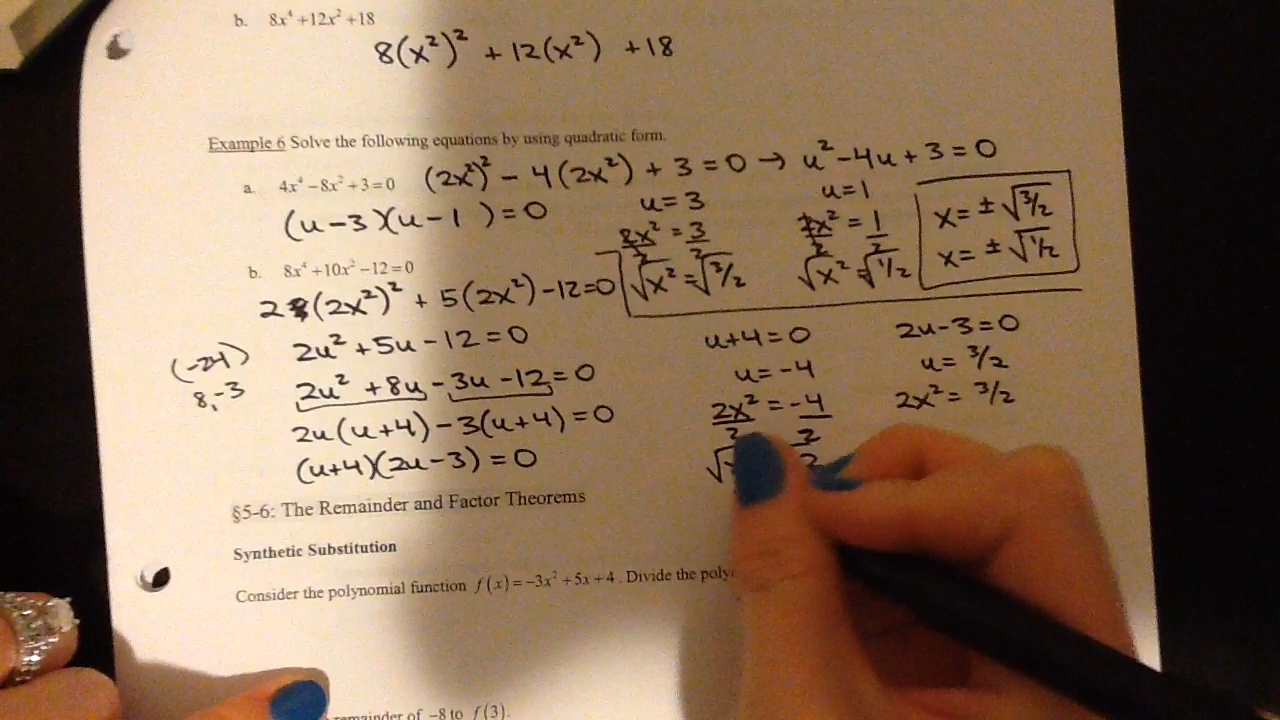 b. 8x⁴ +12x² +18
8(x²)² + 12(x²) +18
Example 6 Solve the following equations by using quadratic form.
a. 4x⁴ −8x² +3 = 0 (2x²)² − 4(2x²) + 3 = 0 → u² − 4u + 3 = 0
(u − 3)(u − 1) = 0
u = 3
2x² = 3
√x² = √3/2
u = 1
2x² = 1
2 2
√x² = √1/2
x = ± √3/2
x = ± √1/2
b. 8x⁴ +10x² −12 = 0
2(2x²)² + 5(2x²) − 12 = 0
2u² + 5u − 12 = 0
(-24)
8, -3
2u² + 8u − 3u − 12 = 0
2u(u+4) − 3(u+4) = 0
(u+4)(2u−3) = 0
u+4 = 0
u = −4
2x² = −4
2 2
2u−3 = 0
u = 3/2
2x² = 3/2
§5-6: The Remainder and Factor Theorems
Synthetic Substitution
Consider the polynomial function f(x) = −3x² + 5x + 4. Divide the poly
remainder of −8 to f(3).